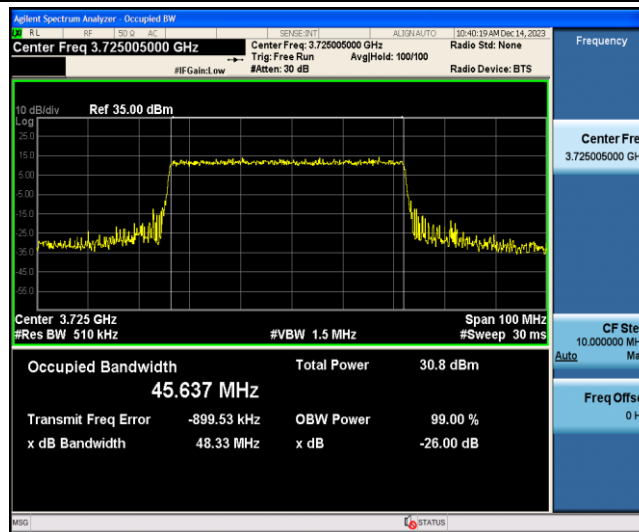 Agilent Spectrum Analyzer - Occupied BW
RL RF 50 Ω AC SENSE:INT ALIGN AUTO 10:40:19 AM Dec 14, 2023
Center Freq 3.725005000 GHz Center Freq: 3.725005000 GHz Radio Std: None Frequency
Trig: Free Run Avg|Hold: 100/100
#IFGain:Low #Atten: 30 dB Radio Device: BTS
10 dB/div Ref 35.00 dBm
Log
25.0
15.0
5.00
-5.00
-15.0
-25.0
-35.0
-45.0
-55.0
Center Fre
3.725005000 GH
Center 3.725 GHz Span 100 MHz
#Res BW 510 kHz #VBW 1.5 MHz #Sweep 30 ms
CF Ste
10.000000 MH
Auto Ma
Occupied Bandwidth Total Power 30.8 dBm
45.637 MHz
Transmit Freq Error -899.53 kHz OBW Power 99.00 %
x dB Bandwidth 48.33 MHz x dB -26.00 dB
Freq Offse
0 H
MSG STATUS